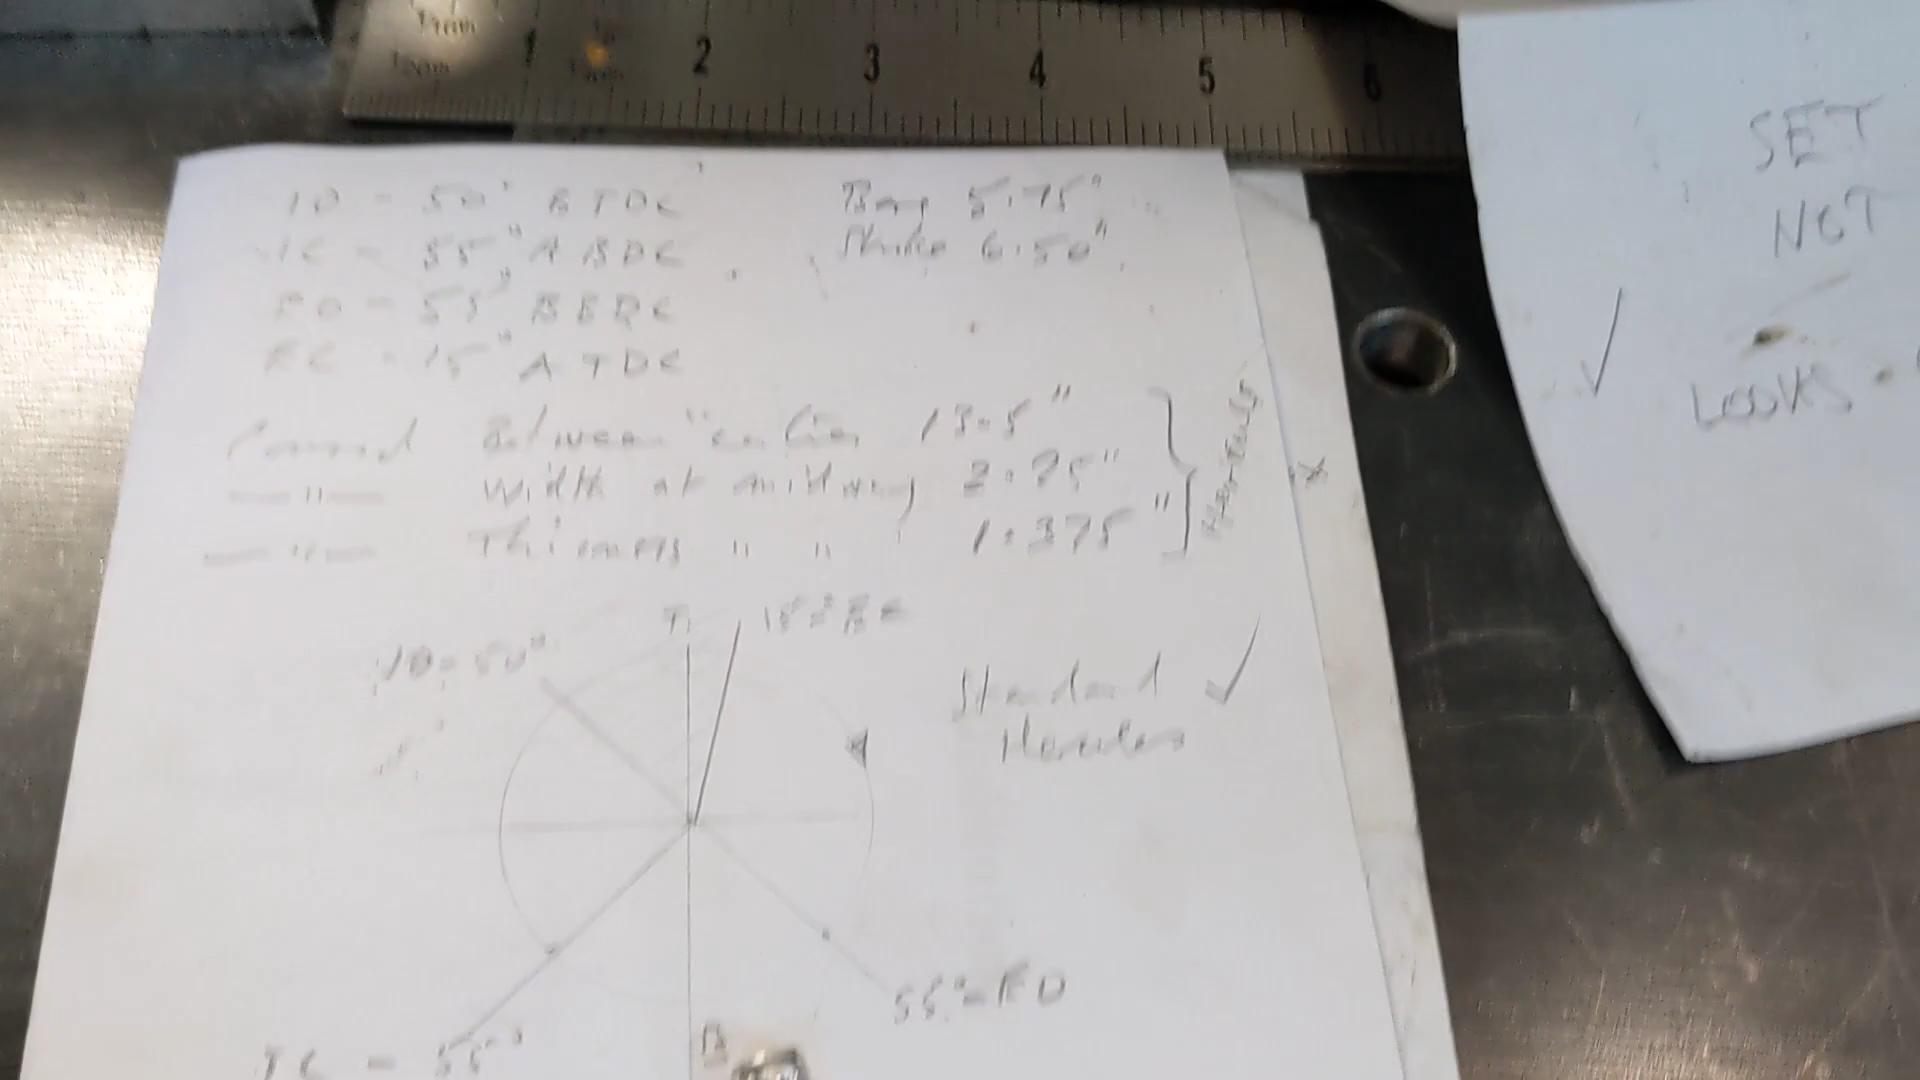 1 2 3 4 5 6
IO - 50° BTDC
IC - 55° ABDC
EO - 55° BBDC
EC - 15° ATDC
Bore 5.75"
Stroke 6.50"
Conrod Between centres 13.5"
— " — Width at midway 2.25"
— " — Thickness " " 1.375"
T
IO = 50°
15° = EC
Standard
Hercules ✓
55° = EO
IC - 55°
B
SET
NOT
✓
LOOKS